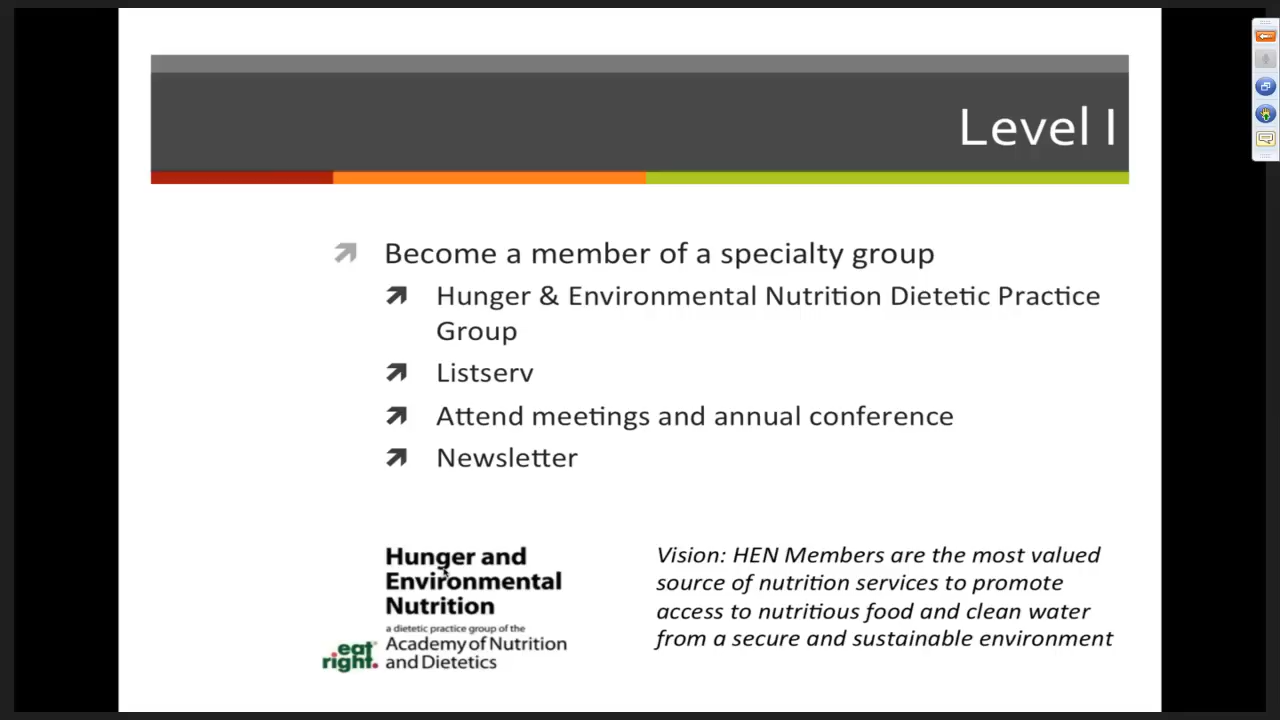 Level I
Become a member of a specialty group
Hunger & Environmental Nutrition Dietetic Practice
Group
Listserv
Attend meetings and annual conference
Newsletter
Hunger and
Environmental
Nutrition
a dietetic practice group of the
eat right. Academy of Nutrition
and Dietetics
Vision: HEN Members are the most valued
source of nutrition services to promote
access to nutritious food and clean water
from a secure and sustainable environment